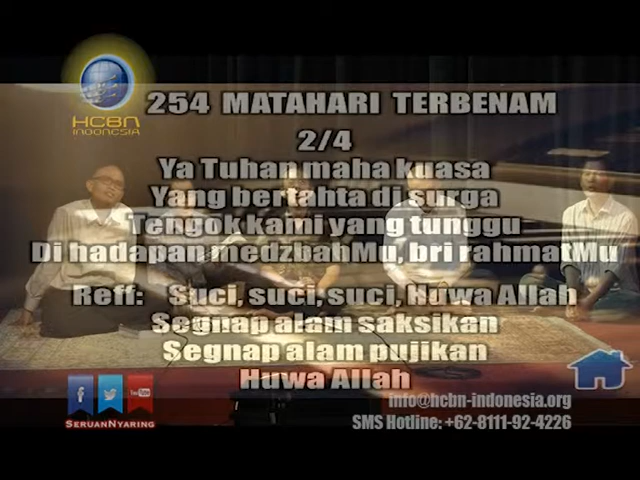 254 MATAHARI TERBENAM
HCBN
INDONESIA
2/4
Ya Tuhan maha kuasa
Yang bertahta di surga
Tengok kami yang tunggu
Di hadapan medzbahMu, bri rahmatMu
Reff: Suci, suci, suci, Huwa Allah
Segnap alam saksikan
Segnap alam pujikan
Huwa Allah
f
You Tube
SERUANNYARING
info@hcbn-indonesia.org
SMS Hotline: +62-8111-92-4226